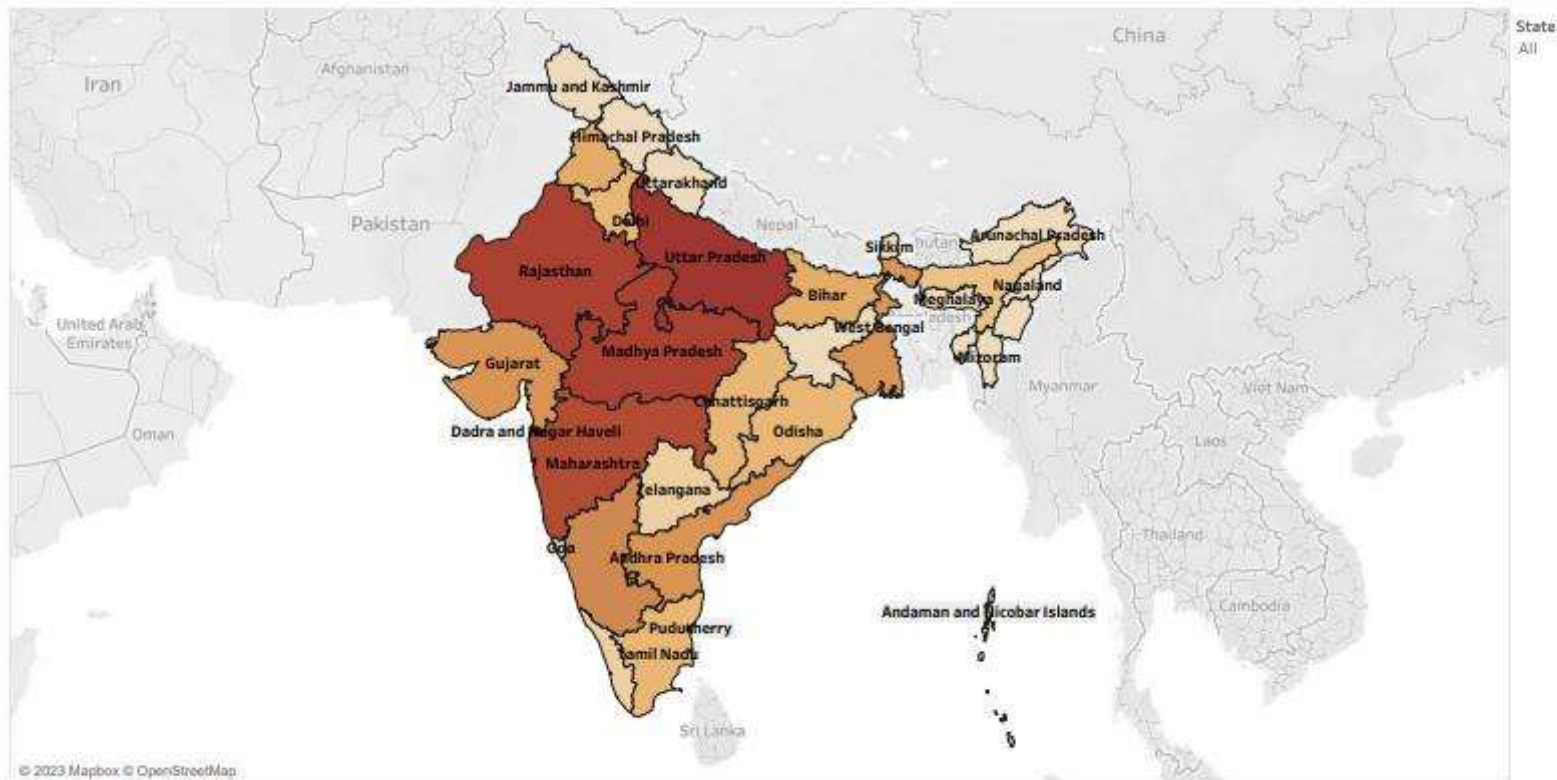 State
All
China
Afghanistan
Iran
Jammu and Kashmir
Himachal Pradesh
Uttarakhand
Pakistan
Delhi
Nepal
Sikkim
Bhutan
Arunachal Pradesh
Rajasthan
Uttar Pradesh
Bihar
Meghalaya
Nagaland
United Arab
Emirates
West Bengal
adesh
Gujarat
Madhya Pradesh
Mizoram
Myanmar
Viet Nam
Chhattisgarh
Oman
Dadra and Nagar Haveli
Odisha
Laos
Maharashtra
Telangana
Thailand
Goa
Andhra Pradesh
Andaman and Nicobar Islands
Cambodia
Puducherry
Tamil Nadu
Sri Lanka
© 2023 Mapbox © OpenStreetMap